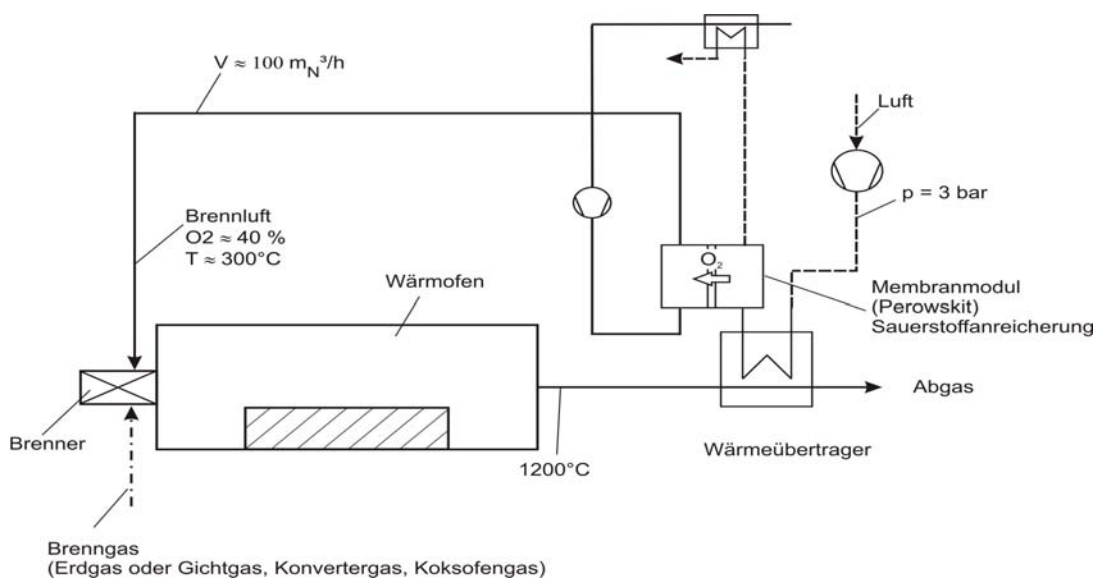 V ≈ 100 m_N³/h
Luft
p = 3 bar
Brennluft
O2 ≈ 40 %
T ≈ 300°C
O₂
Wärmofen
Membranmodul
(Perowskit)
Sauerstoffanreicherung
Abgas
Brenner
1200°C
Wärmeübertrager
Brenngas
(Erdgas oder Gichtgas, Konvertergas, Koksofengas)